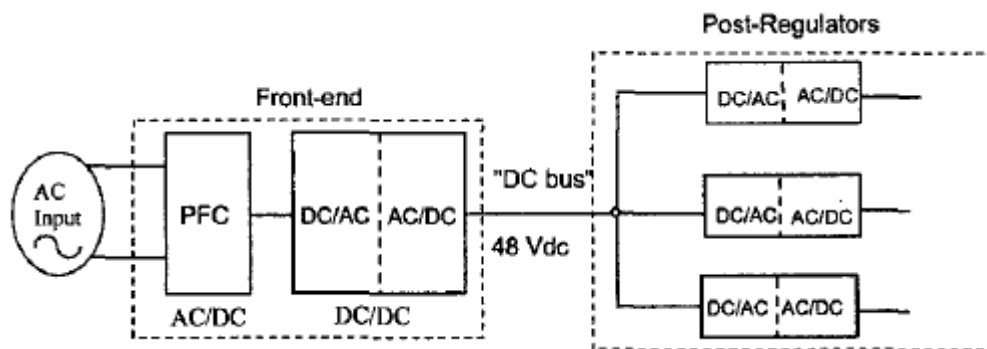 Post-Regulators
Front-end
AC
Input
PFC
DC/AC
AC/DC
AC/DC
DC/DC
"DC bus"
48 Vdc
DC/AC
AC/DC
DC/AC
AC/DC
DC/AC
AC/DC